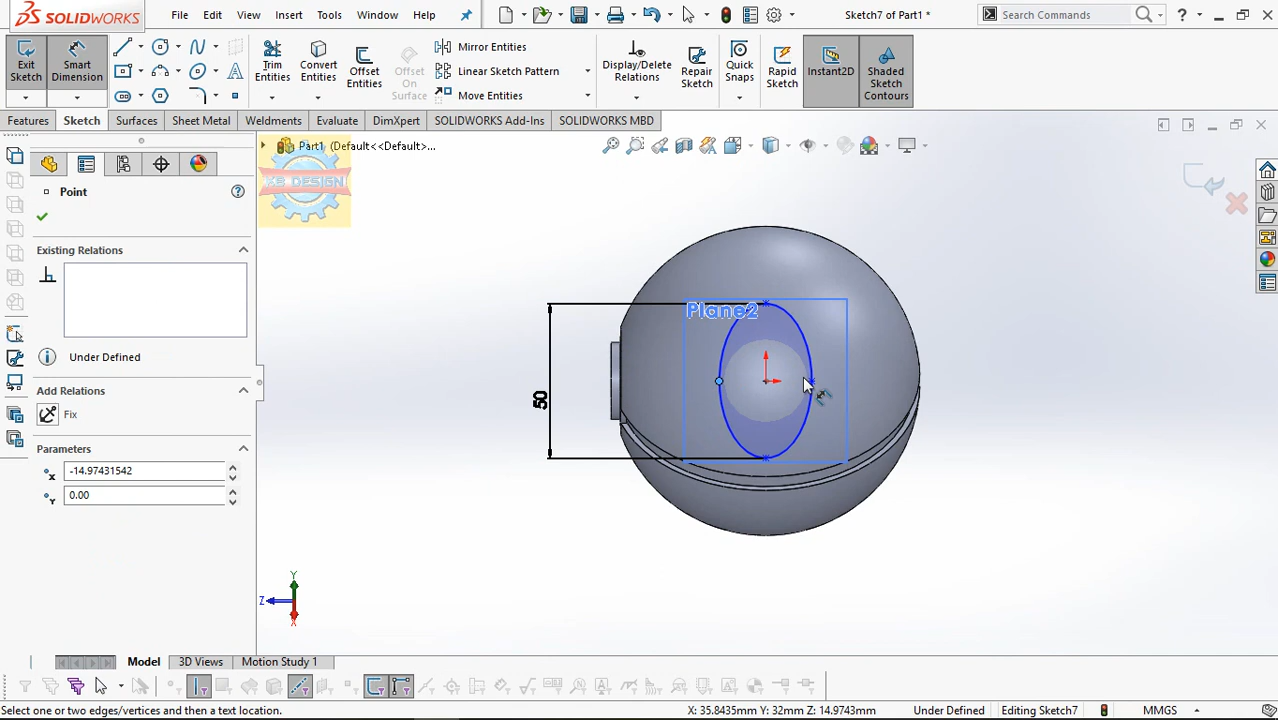 SOLIDWORKS File Edit View Insert Tools Window Help Sketch7 of Part1 * Search Commands ?
Exit Sketch Smart Dimension Trim Entities Convert Entities Offset Entities Offset On Surface Mirror Entities Linear Sketch Pattern Move Entities Display/Delete Relations Repair Sketch Quick Snaps Rapid Sketch Instant2D Shaded Sketch Contours
Features Sketch Surfaces Sheet Metal Weldments Evaluate DimXpert SOLIDWORKS Add-Ins SOLIDWORKS MBD
Part1 (Default<<Default>...
KB DESIGN
Point
Existing Relations
Under Defined
Add Relations
Fix
Parameters
-14.97431542
0.00
Plane2
50
Y
Z
X
Model 3D Views Motion Study 1
Select one or two edges/vertices and then a text location. X: 35.8435mm Y: 32mm Z: 14.9743mm Under Defined Editing Sketch7 MMGS